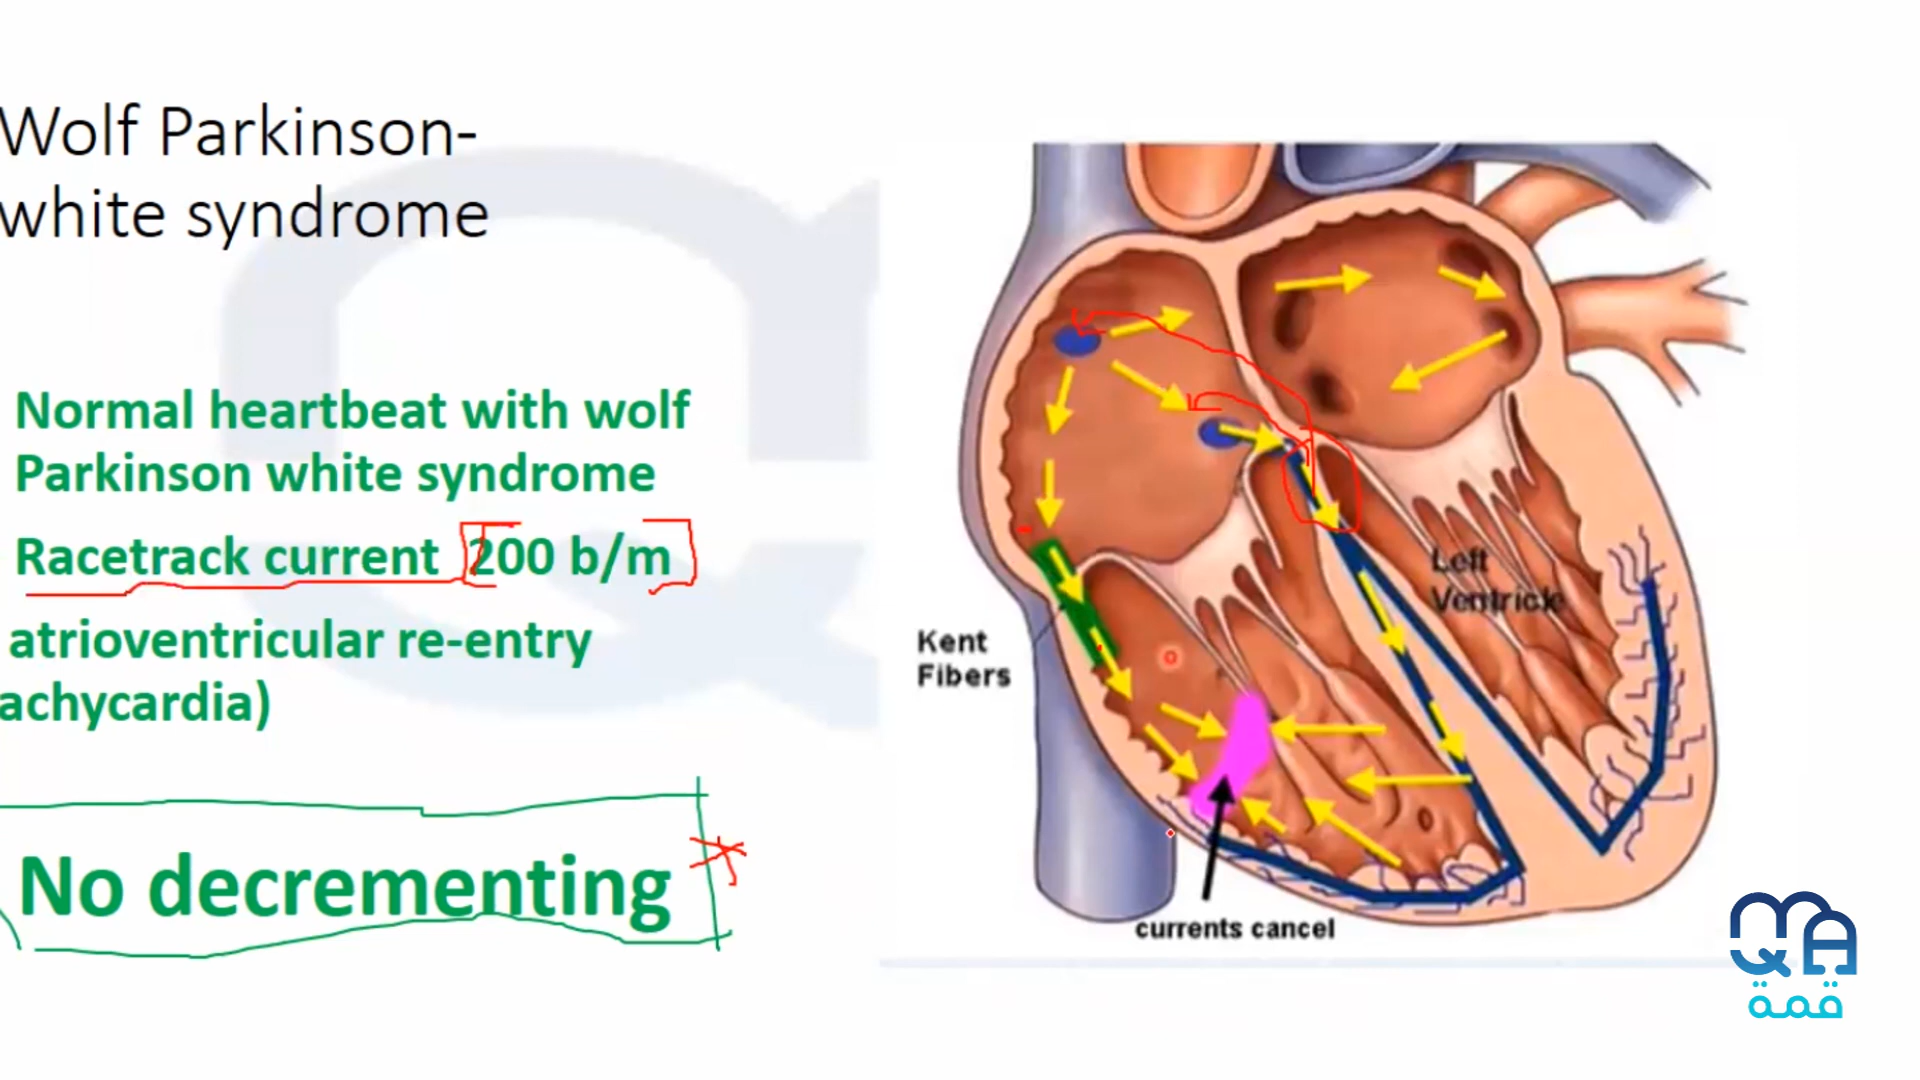 Wolf Parkinson-
white syndrome
Normal heartbeat with wolf
Parkinson white syndrome
Racetrack current 200 b/m
atrioventricular re-entry
achycardia)
No decrementing
Kent
Fibers
Left
Ventricle
currents cancel
QMA
قمة